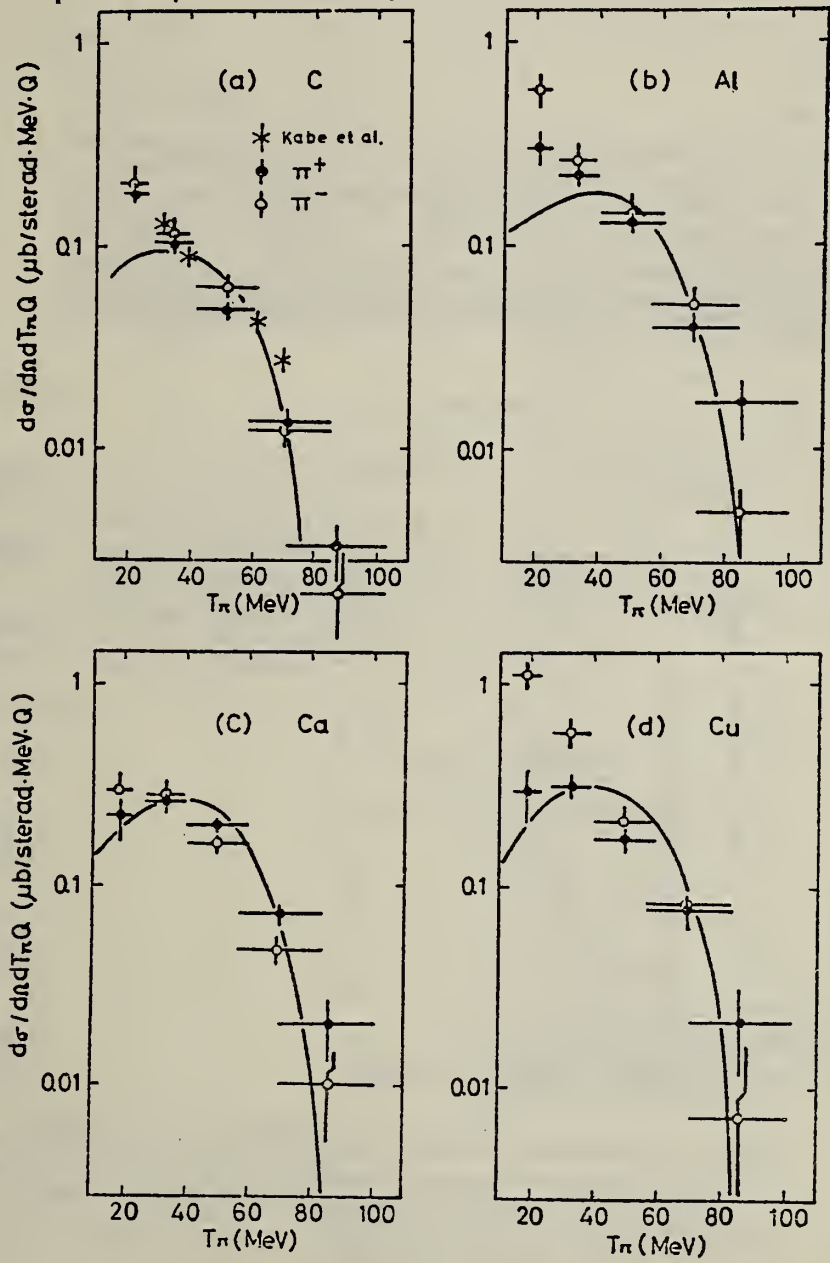 (a) C
Kabe et al.
π+
π-
1
0.1
0.01
20 40 60 80 100
Tπ (MeV)
dσ/dΩdTπQ (μb/sterad·MeV·Q)
(b) Al
1
0.1
0.01
20 40 60 80 100
Tπ (MeV)
(C) Ca
1
0.1
0.01
20 40 60 80 100
Tπ (MeV)
dσ/dΩdTπQ (μb/sterad·MeV·Q)
(d) Cu
1
0.1
0.01
20 40 60 80 100
Tπ (MeV)